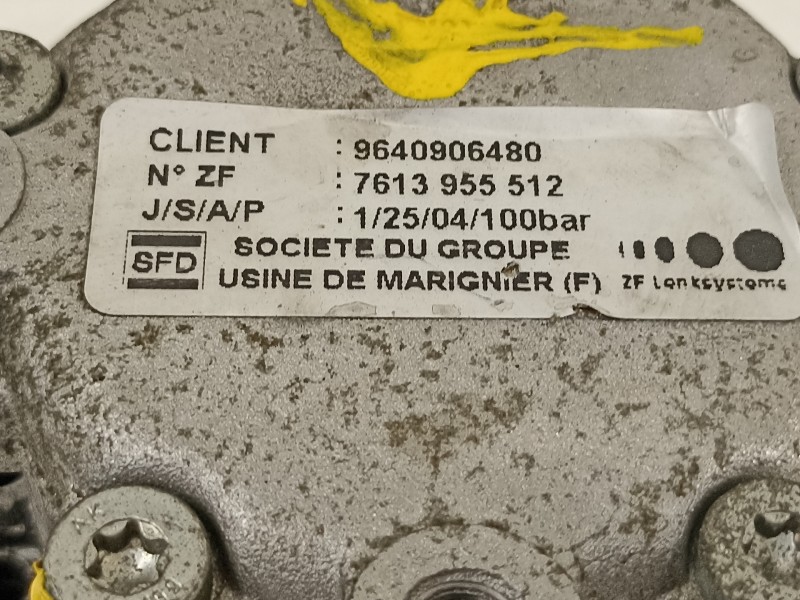 CLIENT : 9640906480
N° ZF : 7613 955 512
J/S/A/P : 1/25/04/100bar
SFD SOCIETE DU GROUPE
USINE DE MARIGNIER (F) ZF Lenksysteme
AK